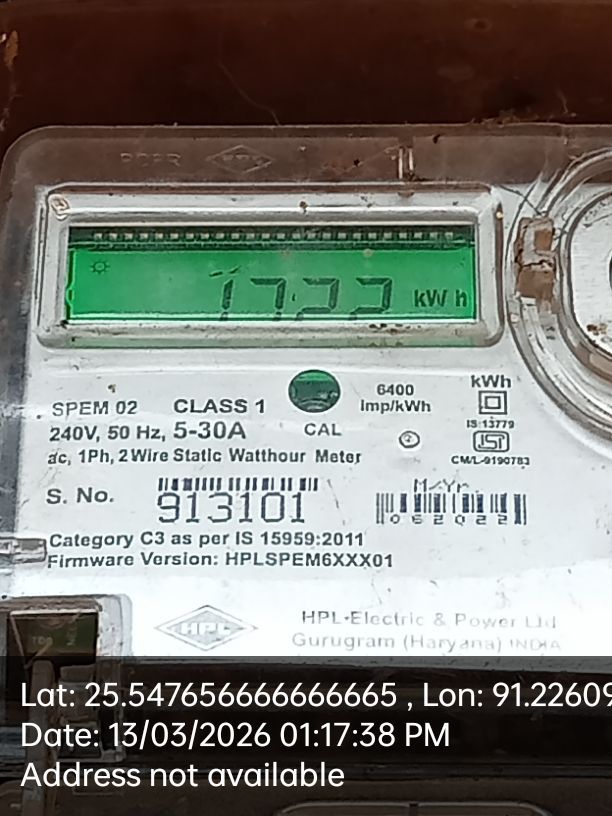 1722 kWh
SPEM 02 CLASS 1
6400
imp/kWh
kWh
CAL
IS:13779
240V, 50 Hz, 5-30A
ac, 1Ph, 2Wire Static Watthour Meter
CM/L-9190783
S. No. 913101
M/Yr.
062022
Category C3 as per IS 15959:2011
Firmware Version: HPLSPEM6XXX01
HPL
HPL Electric & Power Ltd
Gurugram (Haryana) INDIA
Lat: 25.547656666666665 , Lon: 91.22609
Date: 13/03/2026 01:17:38 PM
Address not available